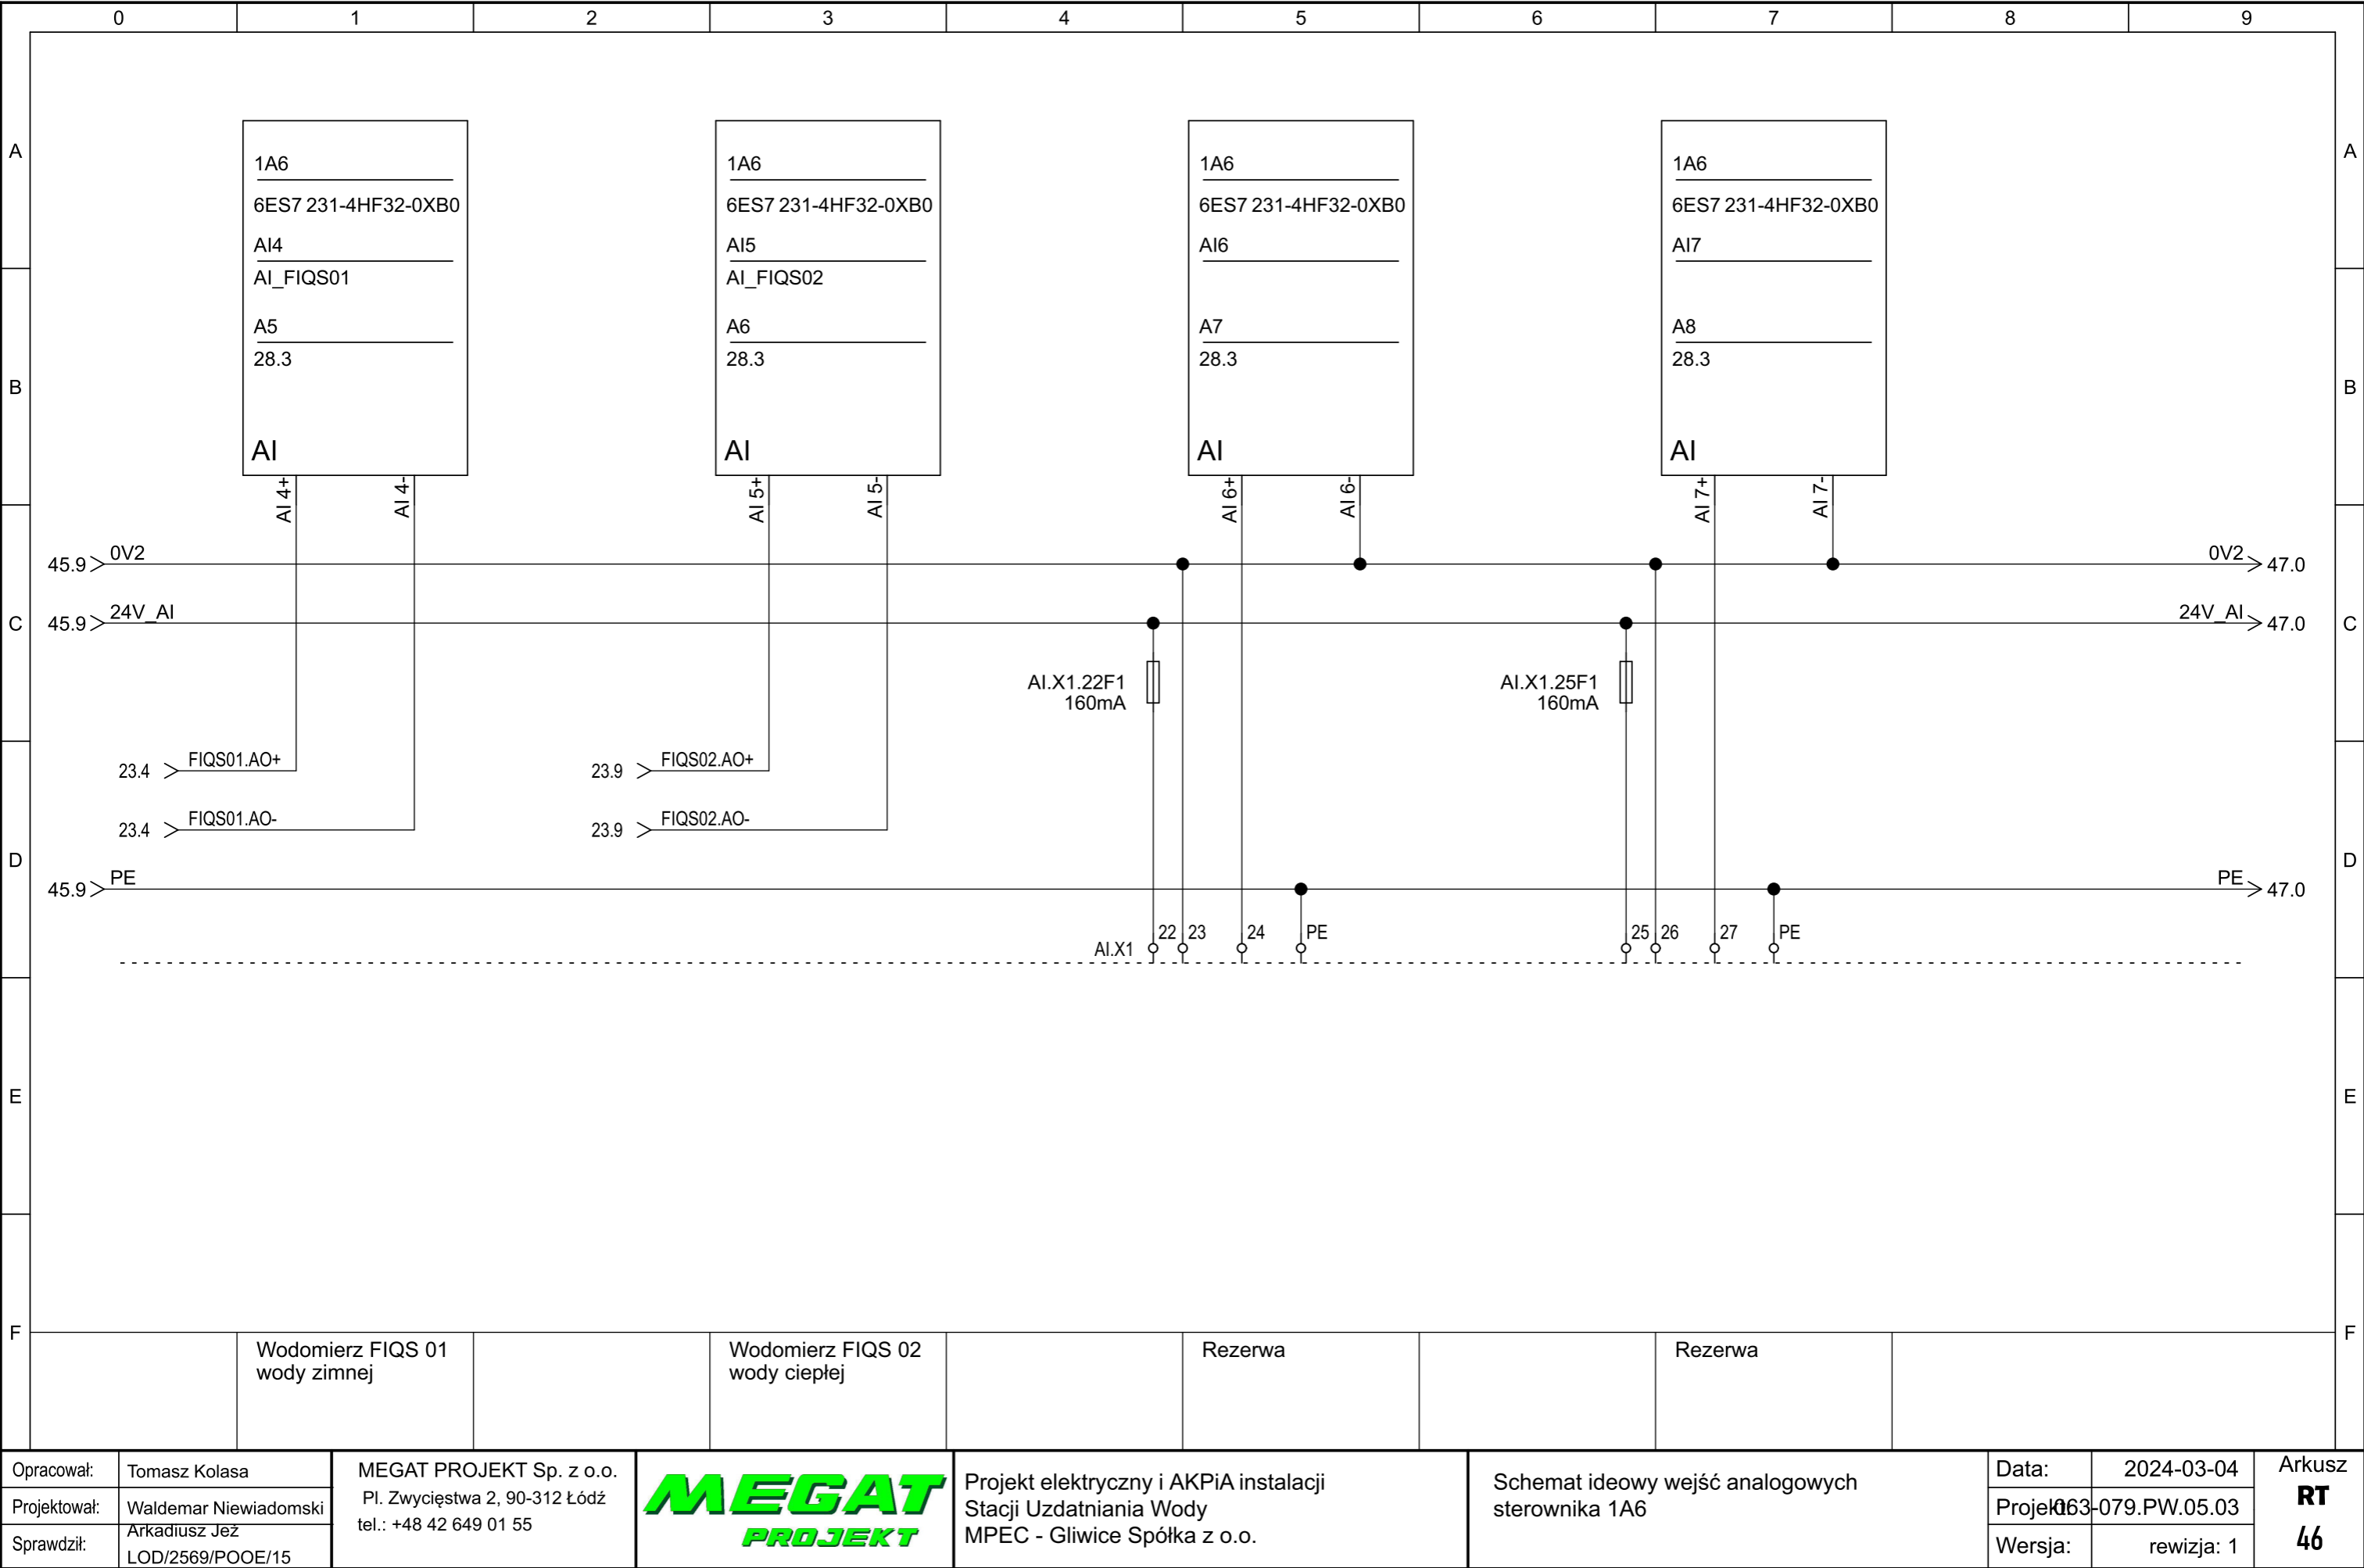 0 1 2 3 4 5 6 7 8 9
A A
1A6 1A6 1A6 1A6
6ES7 231-4HF32-0XB0 6ES7 231-4HF32-0XB0 6ES7 231-4HF32-0XB0 6ES7 231-4HF32-0XB0
AI4 AI5 AI6 AI7
AI_FIQS01 AI_FIQS02
A5 A6 A7 A8
28.3 28.3 28.3 28.3
B B
AI AI AI AI
AI 4+ AI 4- AI 5+ AI 5- AI 6+ AI 6- AI 7+ AI 7-
45.9 0V2 0V2 47.0
45.9 24V_AI 24V_AI 47.0
C C
AI.X1.22F1 AI.X1.25F1
160mA 160mA
23.4 FIQS01.AO+ 23.9 FIQS02.AO+
23.4 FIQS01.AO- 23.9 FIQS02.AO-
D D
45.9 PE PE 47.0
AI.X1 22 23 24 PE 25 26 27 PE
E E
F F
Wodomierz FIQS 01 Wodomierz FIQS 02 Rezerwa Rezerwa
wody zimnej wody ciepłej
Opracował: Tomasz Kolasa
Projektował: Waldemar Niewiadomski
Sprawdził: Arkadiusz Jeż
LOD/2569/POOE/15
MEGAT PROJEKT Sp. z o.o.
Pl. Zwycięstwa 2, 90-312 Łódź
tel.: +48 42 649 01 55
MEGAT
PROJEKT
Projekt elektryczny i AKPiA instalacji
Stacji Uzdatniania Wody
MPEC - Gliwice Spółka z o.o.
Schemat ideowy wejść analogowych
sterownika 1A6
Data: 2024-03-04
Projekt: 063-079.PW.05.03
Wersja: rewizja: 1
Arkusz
RT
46